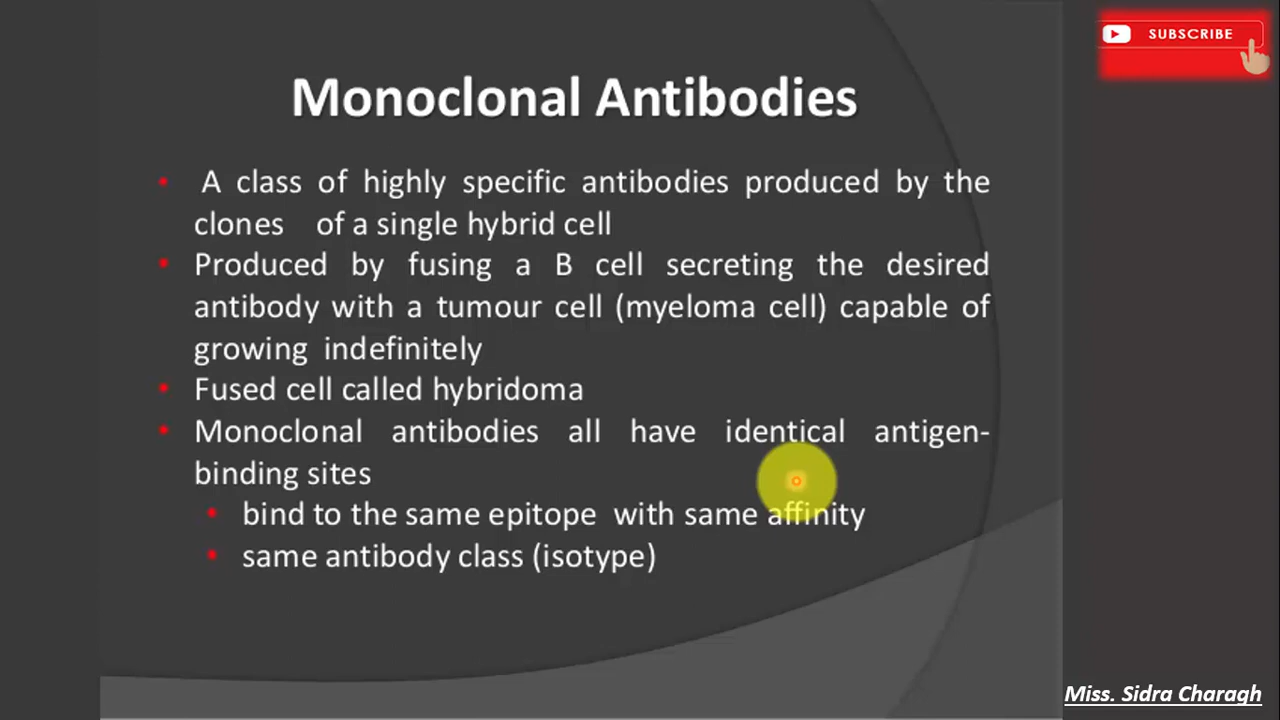 SUBSCRIBE
Monoclonal Antibodies
• A class of highly specific antibodies produced by the
clones of a single hybrid cell
• Produced by fusing a B cell secreting the desired
antibody with a tumour cell (myeloma cell) capable of
growing indefinitely
• Fused cell called hybridoma
• Monoclonal antibodies all have identical antigen-
binding sites
• bind to the same epitope with same affinity
• same antibody class (isotype)
Miss. Sidra Charagh